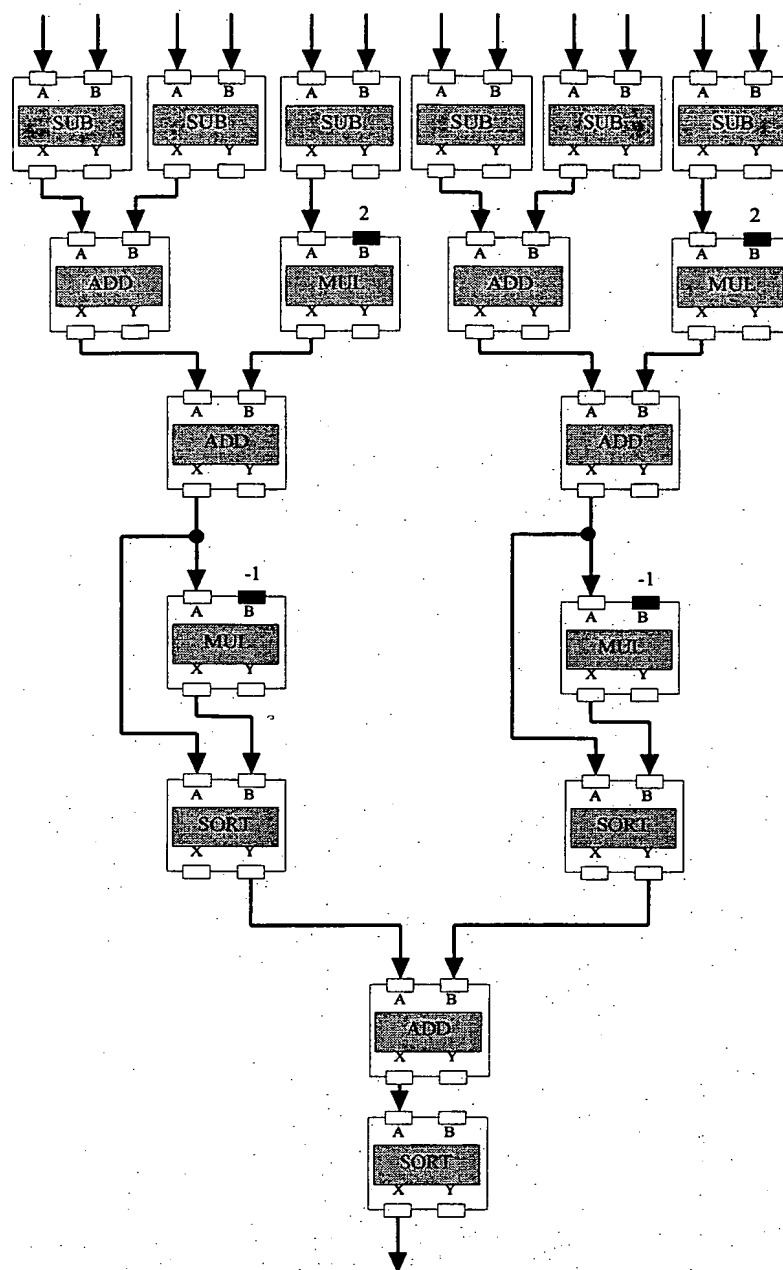 A B A B A B A B A B A B
SUB SUB SUB SUB SUB SUB
X Y X Y X Y X Y X Y X Y
2 2
A B A B A B A B
ADD MUL ADD MUL
X Y X Y X Y X Y
A B A B
ADD ADD
X Y X Y
-1 -1
A B A B
MUL MUL
X Y X Y
A B A B
SORT SORT
X Y X Y
A B
ADD
X Y
A B
SORT
X Y